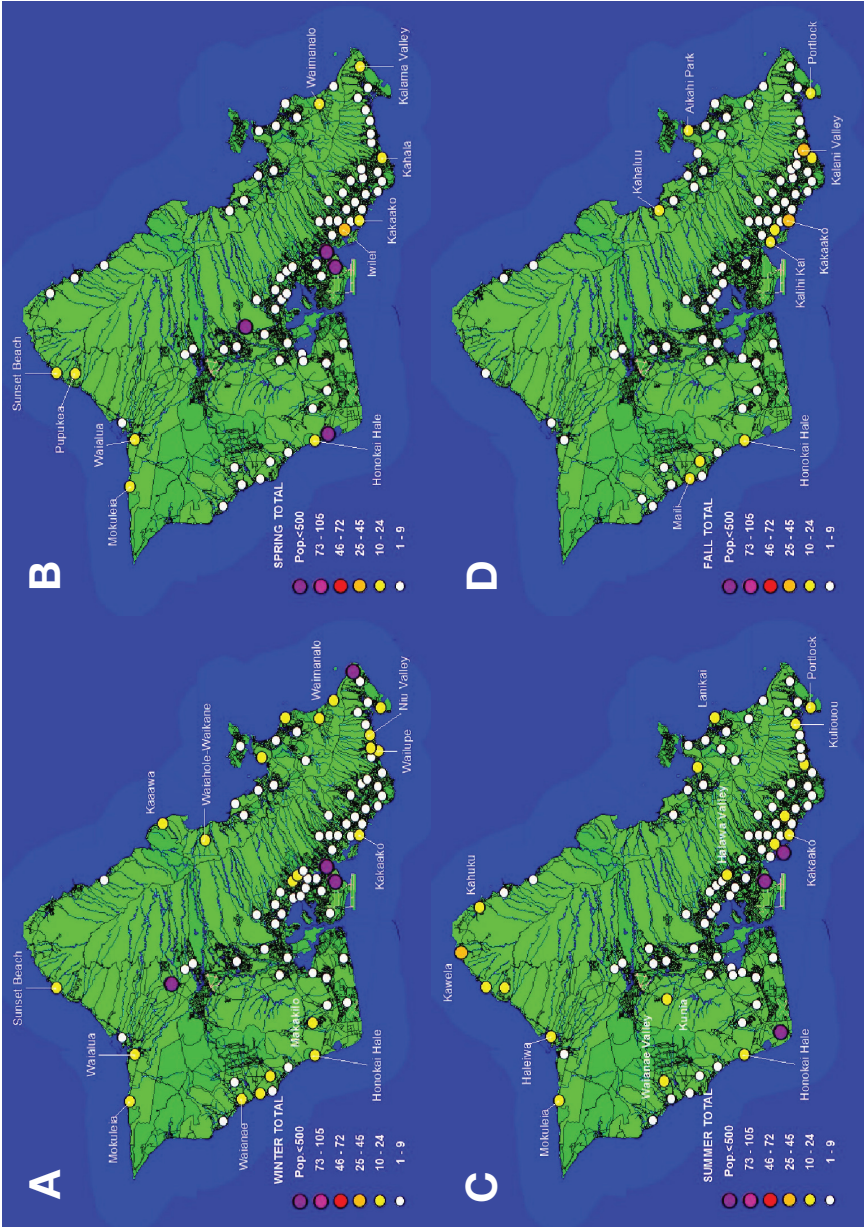 A
Sunset Beach
Kaaawa
Waialua
Mokuleia
Waiahole-Waikane
Waimanalo
Waianae
Makakilo
Niu Valley
Wailupe
Kakaako
Honokai Hale
WINTER TOTAL
Pop.<500
73 - 105
46 - 72
25 - 45
10 - 24
1 - 9
B
Sunset Beach
Pupukea
Waialua
Mokuleia
Waimanalo
Kalama Valley
Kahala
Kakaako
Iwilei
Honokai Hale
SPRING TOTAL
Pop.<500
73 - 105
46 - 72
25 - 45
10 - 24
1 - 9
C
Kawela
Kahuku
Haleiwa
Mokuleia
Lanikai
Halawa Valley
Waianae Valley
Kunia
Portlock
Kuliouou
Kakaako
Honokai Hale
SUMMER TOTAL
Pop.<500
73 - 105
46 - 72
25 - 45
10 - 24
1 - 9
D
Kahaluu
Aikahi Park
Portlock
Kalani Valley
Kakaako
Kalihi Kai
Maili
Honokai Hale
FALL TOTAL
Pop.<500
73 - 105
46 - 72
25 - 45
10 - 24
1 - 9